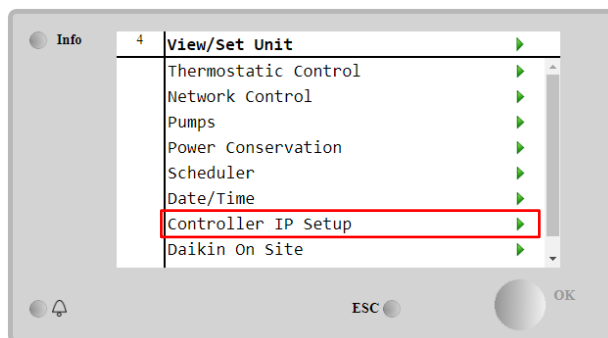 Info
4 View/Set Unit
Thermostatic Control
Network Control
Pumps
Power Conservation
Scheduler
Date/Time
Controller IP Setup
Daikin On Site
ESC
OK